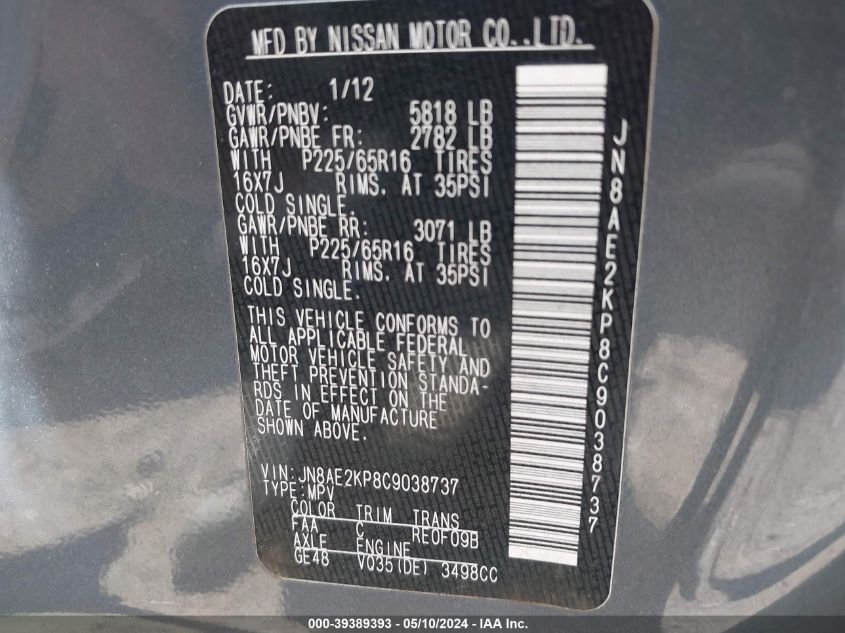 MFD BY NISSAN MOTOR CO.,LTD.
DATE: 1/12
GVWR/PNBV: 5818 LB
GAWR/PNBE FR: 2782 LB
WITH P225/65R16 TIRES
16X7J RIMS. AT 35PSI
COLD SINGLE.
GAWR/PNBE RR: 3071 LB
WITH P225/65R16 TIRES
16X7J RIMS. AT 35PSI
COLD SINGLE.
THIS VEHICLE CONFORMS TO
ALL APPLICABLE FEDERAL
MOTOR VEHICLE SAFETY AND
THEFT PREVENTION STANDA-
RDS IN EFFECT ON THE
DATE OF MANUFACTURE
SHOWN ABOVE.
VIN:JN8AE2KP8C9038737
TYPE:MPV
COLOR TRIM TRANS
FAA C RE0F09B
AXLE ENGINE
GE48 VQ35(DE) 3498CC
JN8AE2KP8C9038737
000-39389393 - 05/10/2024 - IAA Inc.